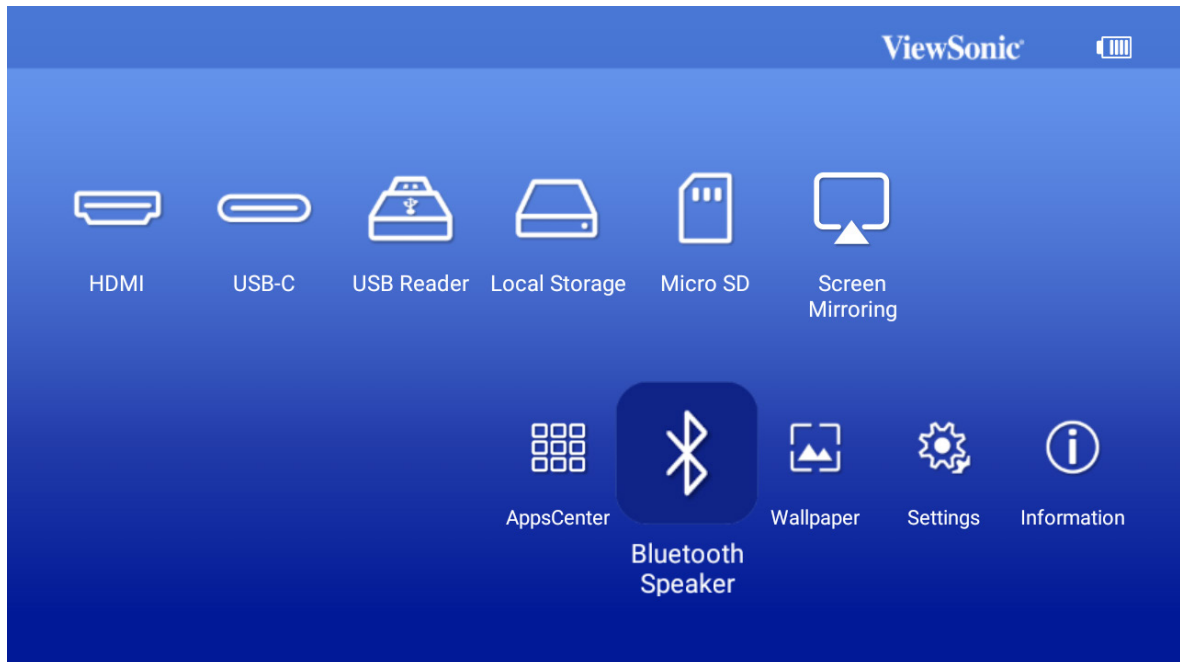 ViewSonic®
HDMI
USB-C
USB Reader
Local Storage
Micro SD
Screen
Mirroring
AppsCenter
Bluetooth
Speaker
Wallpaper
Settings
Information